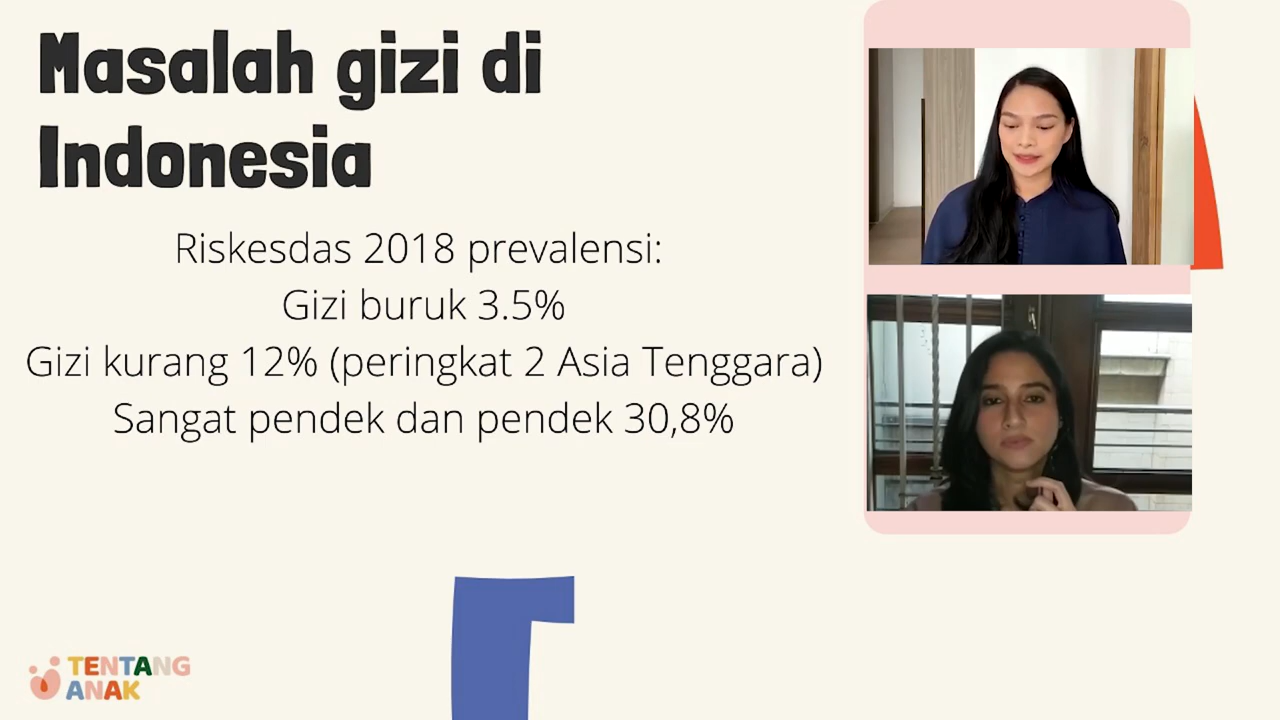 Masalah gizi di
Indonesia
Riskesdas 2018 prevalensi:
Gizi buruk 3.5%
Gizi kurang 12% (peringkat 2 Asia Tenggara)
Sangat pendek dan pendek 30,8%
TENTANG
ANAK